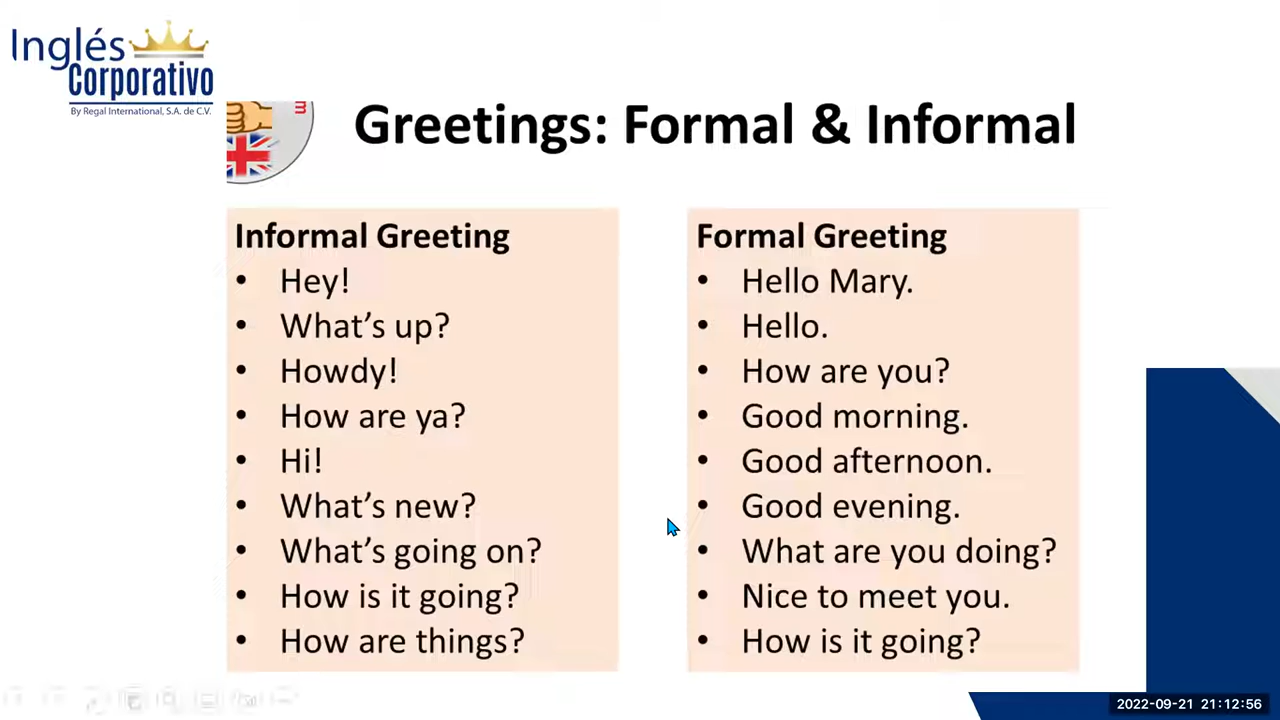 Inglés
Corporativo
By Regal International, S.A. de C.V.
m
Greetings: Formal & Informal
Informal Greeting
• Hey!
• What's up?
• Howdy!
• How are ya?
• Hi!
• What's new?
• What's going on?
• How is it going?
• How are things?
Formal Greeting
• Hello Mary.
• Hello.
• How are you?
• Good morning.
• Good afternoon.
• Good evening.
• What are you doing?
• Nice to meet you.
• How is it going?
2022-09-21 21:12:56